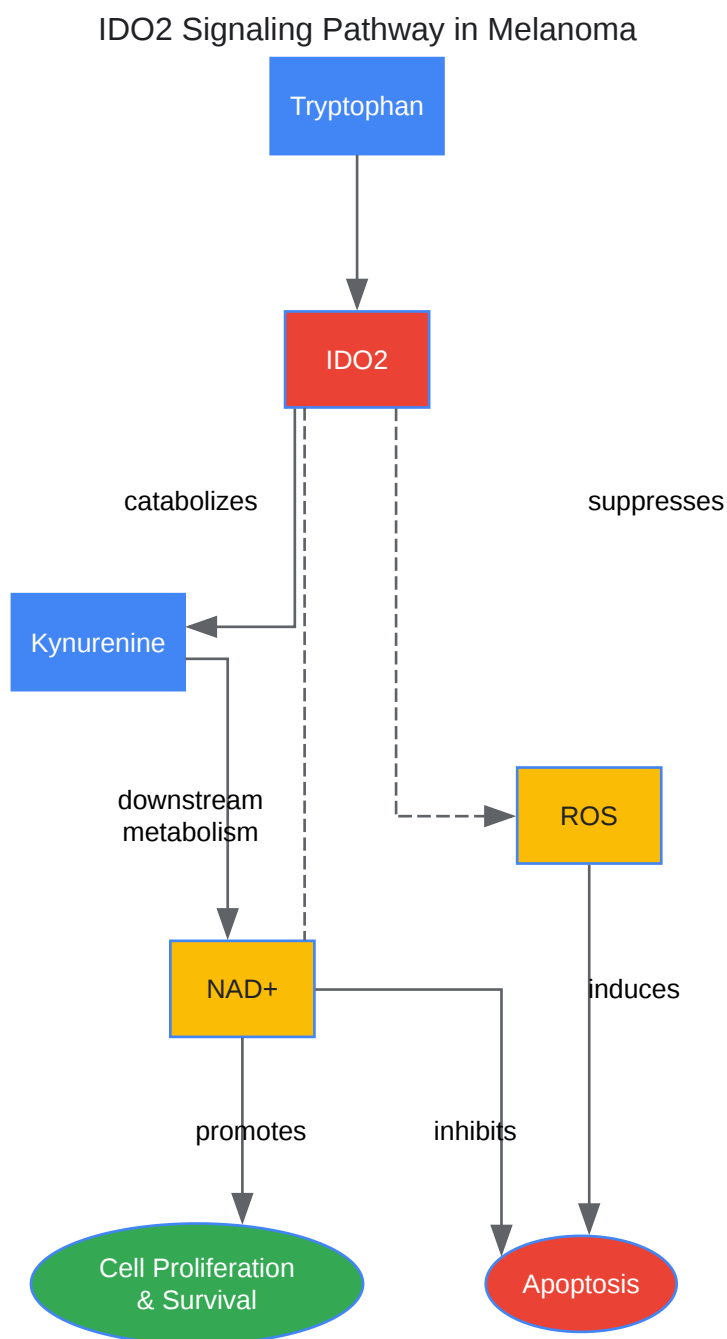 IDO2 Signaling Pathway in Melanoma
Tryptophan
IDO2
catabolizes
suppresses
Kynurenine
downstream
metabolism
ROS
NAD+
induces
promotes
inhibits
Cell Proliferation
& Survival
Apoptosis